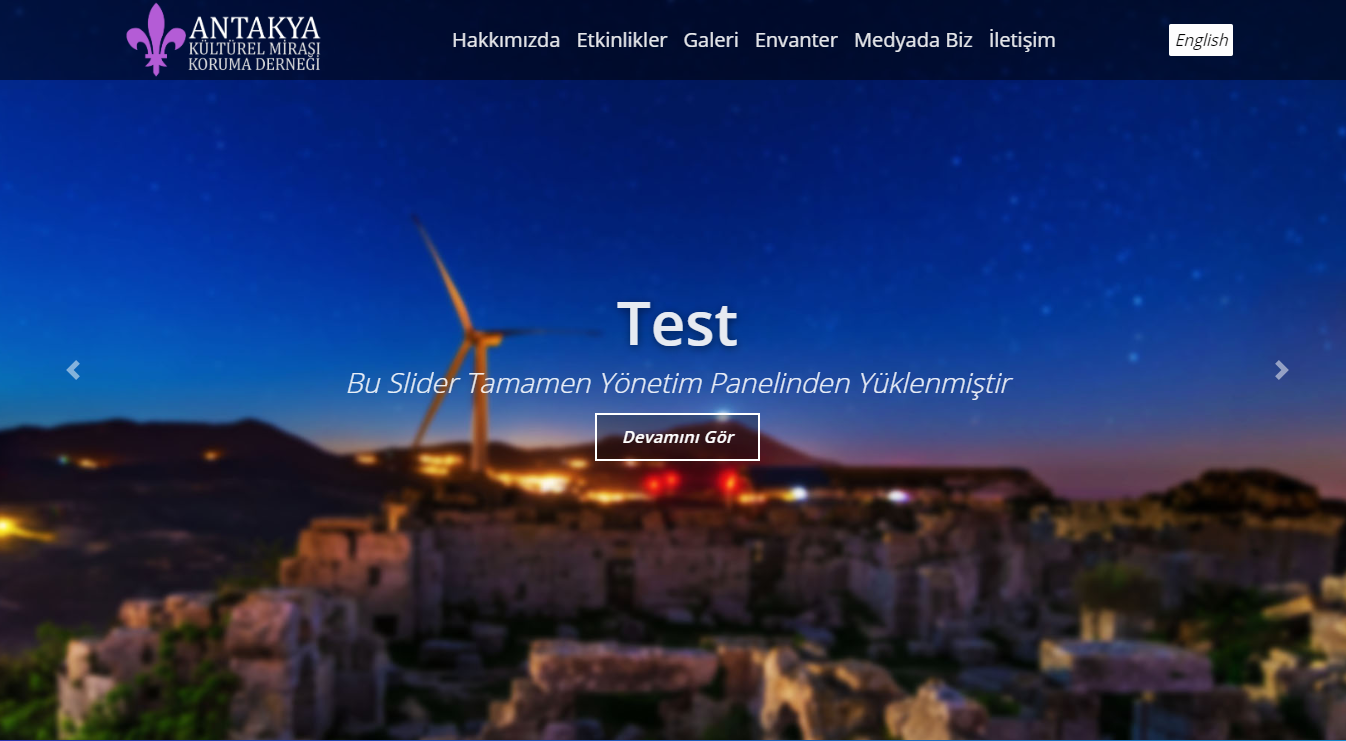 ANTAKYA
KÜLTÜREL MİRASI
KORUMA DERNEĞİ
Hakkımızda Etkinlikler Galeri Envanter Medyada Biz İletişim
English
Test
Bu Slider Tamamen Yönetim Panelinden Yüklenmiştir
Devamını Gör